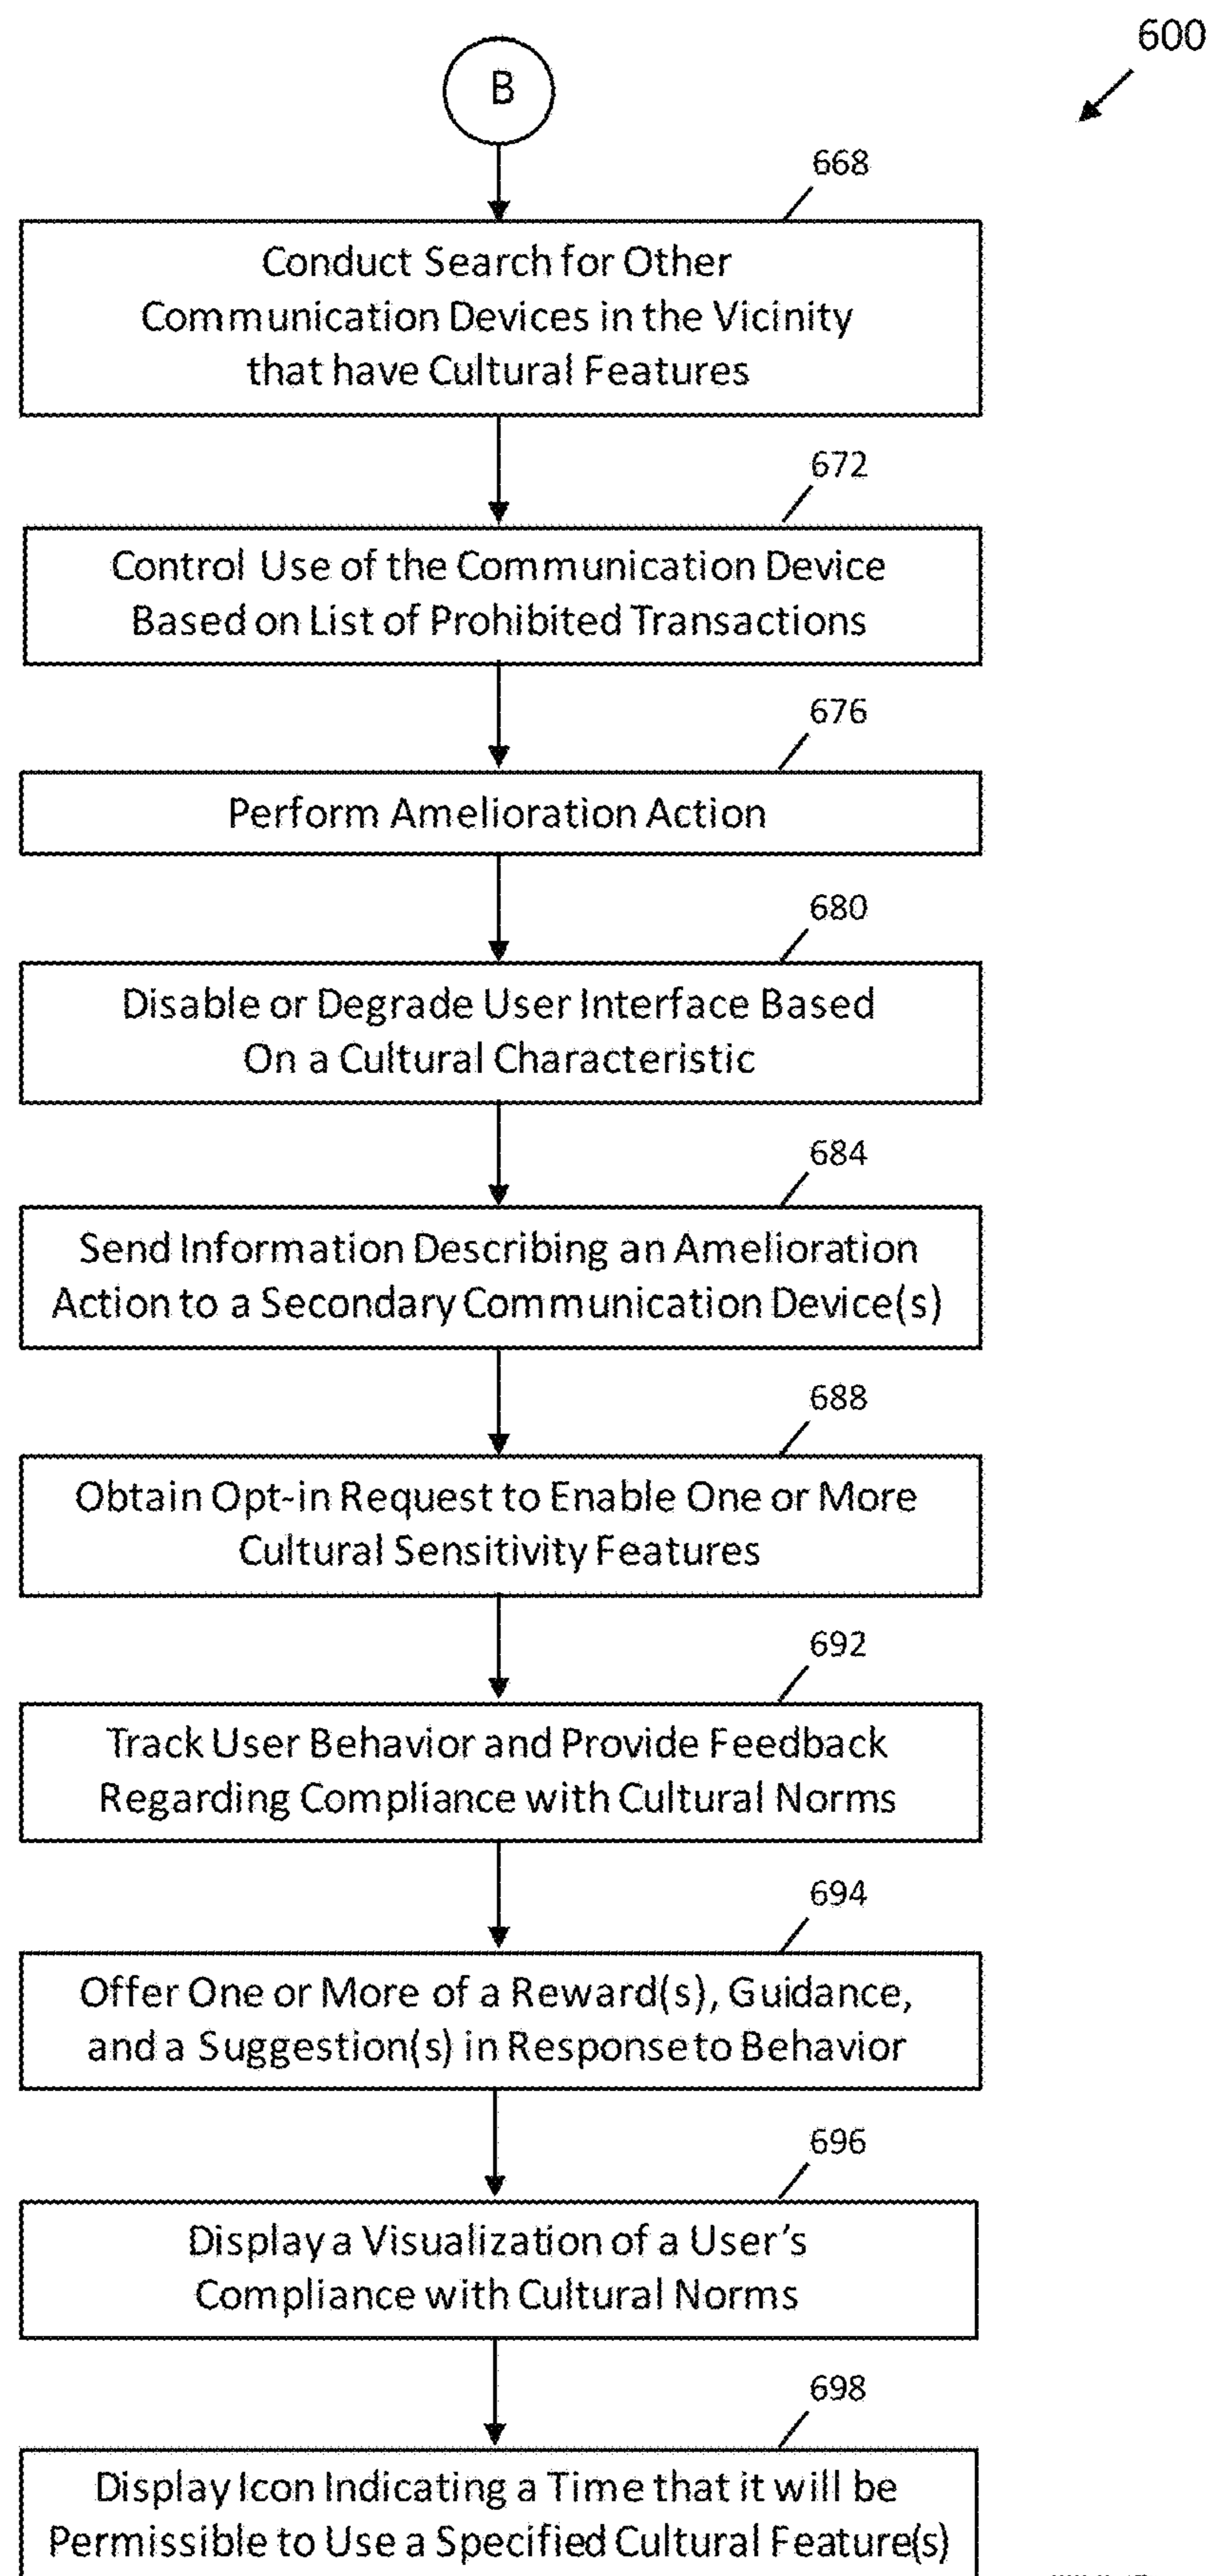 600
B
668
Conduct Search for Other
Communication Devices in the Vicinity
that have Cultural Features
672
Control Use of the Communication Device
Based on List of Prohibited Transactions
676
Perform Amelioration Action
680
Disable or Degrade User Interface Based
On a Cultural Characteristic
684
Send Information Describing an Amelioration
Action to a Secondary Communication Device(s)
688
Obtain Opt-in Request to Enable One or More
Cultural Sensitivity Features
692
Track User Behavior and Provide Feedback
Regarding Compliance with Cultural Norms
694
Offer One or More of a Reward(s), Guidance,
and a Suggestion(s) in Response to Behavior
696
Display a Visualization of a User's
Compliance with Cultural Norms
698
Display Icon Indicating a Time that it will be
Permissible to Use a Specified Cultural Feature(s)